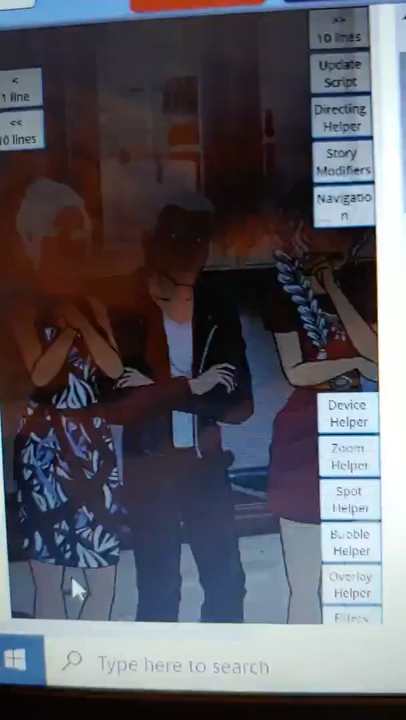 >>
10 lines
<
1 line
<<
10 lines
Update
Script
Directing
Helper
Story
Modifiers
Navigatio
n
Device
Helper
Zoom
Helper
Spot
Helper
Bubble
Helper
Overlay
Helper
Filters
Type here to search